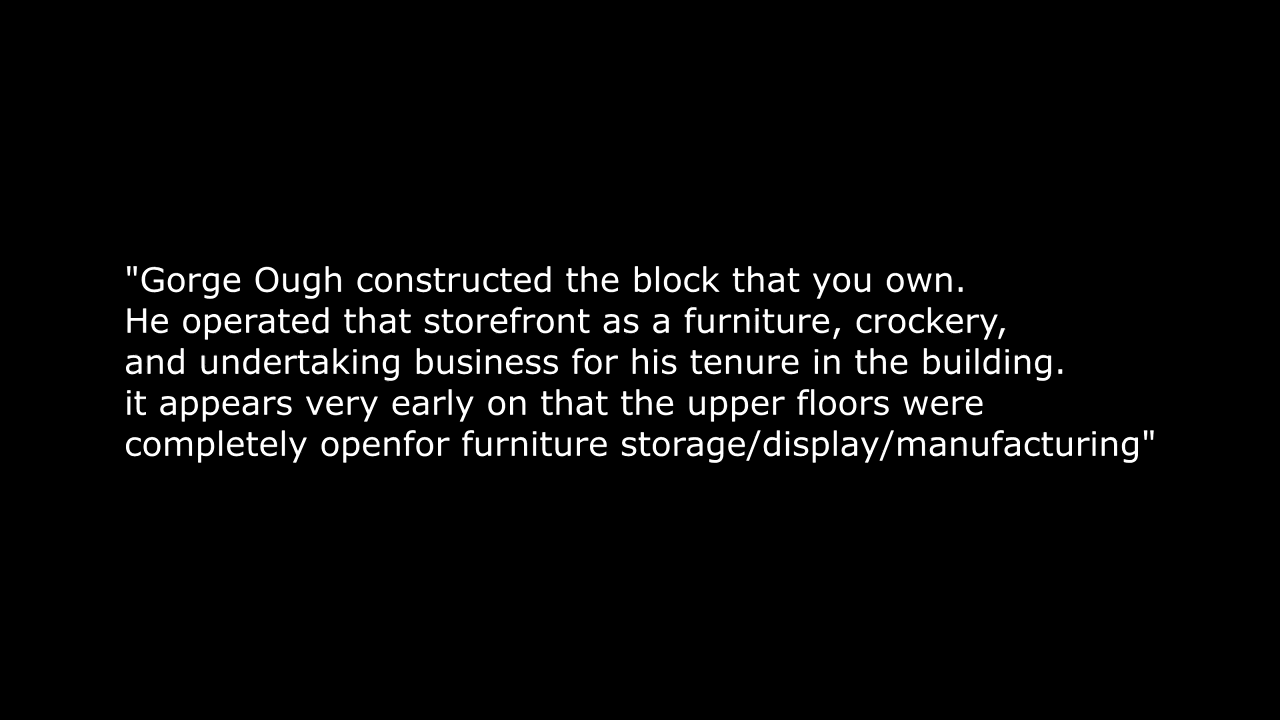 "Gorge Ough constructed the block that you own.
He operated that storefront as a furniture, crockery,
and undertaking business for his tenure in the building.
it appears very early on that the upper floors were
completely openfor furniture storage/display/manufacturing"